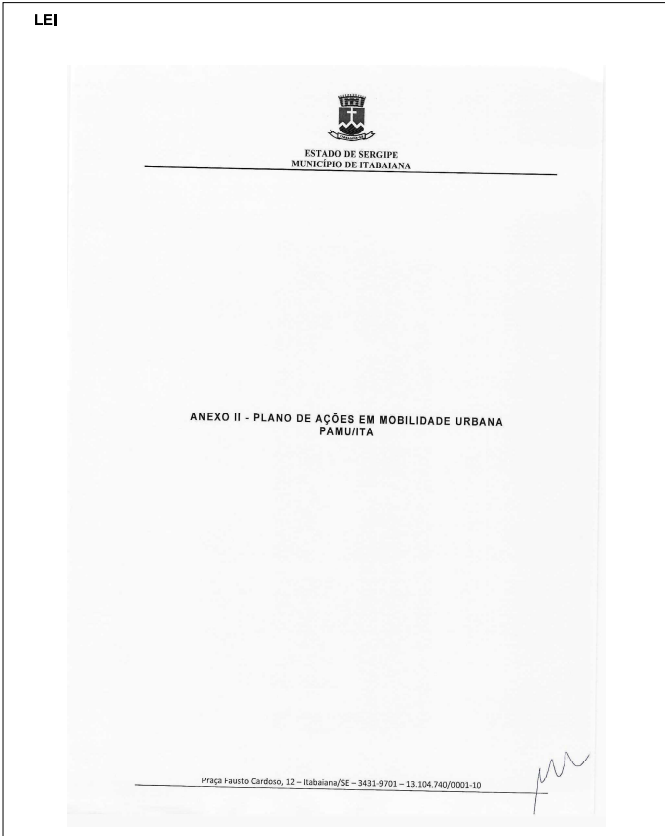 LEI
ESTADO DE SERGIPE
MUNICÍPIO DE ITABAIANA
ANEXO II - PLANO DE AÇÕES EM MOBILIDADE URBANA
PAMU/ITA
Praça Fausto Cardoso, 12 – Itabaiana/SE – 3431-9701 – 13.104.740/0001-10